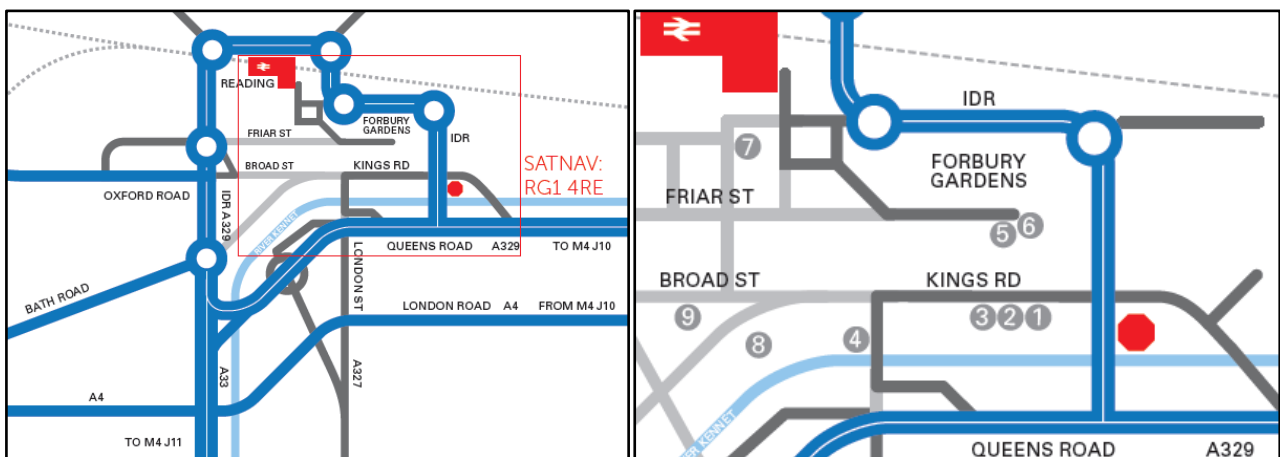 READING
FORBURY
GARDENS
FRIAR ST
IDR
BROAD ST
KINGS RD
SATNAV:
RG1 4RE
OXFORD ROAD
IDR A329
RIVER KENNET
QUEENS ROAD A329 TO M4 J10
LONDON ST
BATH ROAD
LONDON ROAD A4 FROM M4 J10
A33
A327
A4
TO M4 J11
IDR
7
FORBURY
GARDENS
FRIAR ST
5 6
BROAD ST
KINGS RD
9
3 2 1
8
4
ER KENNET
QUEENS ROAD
A329